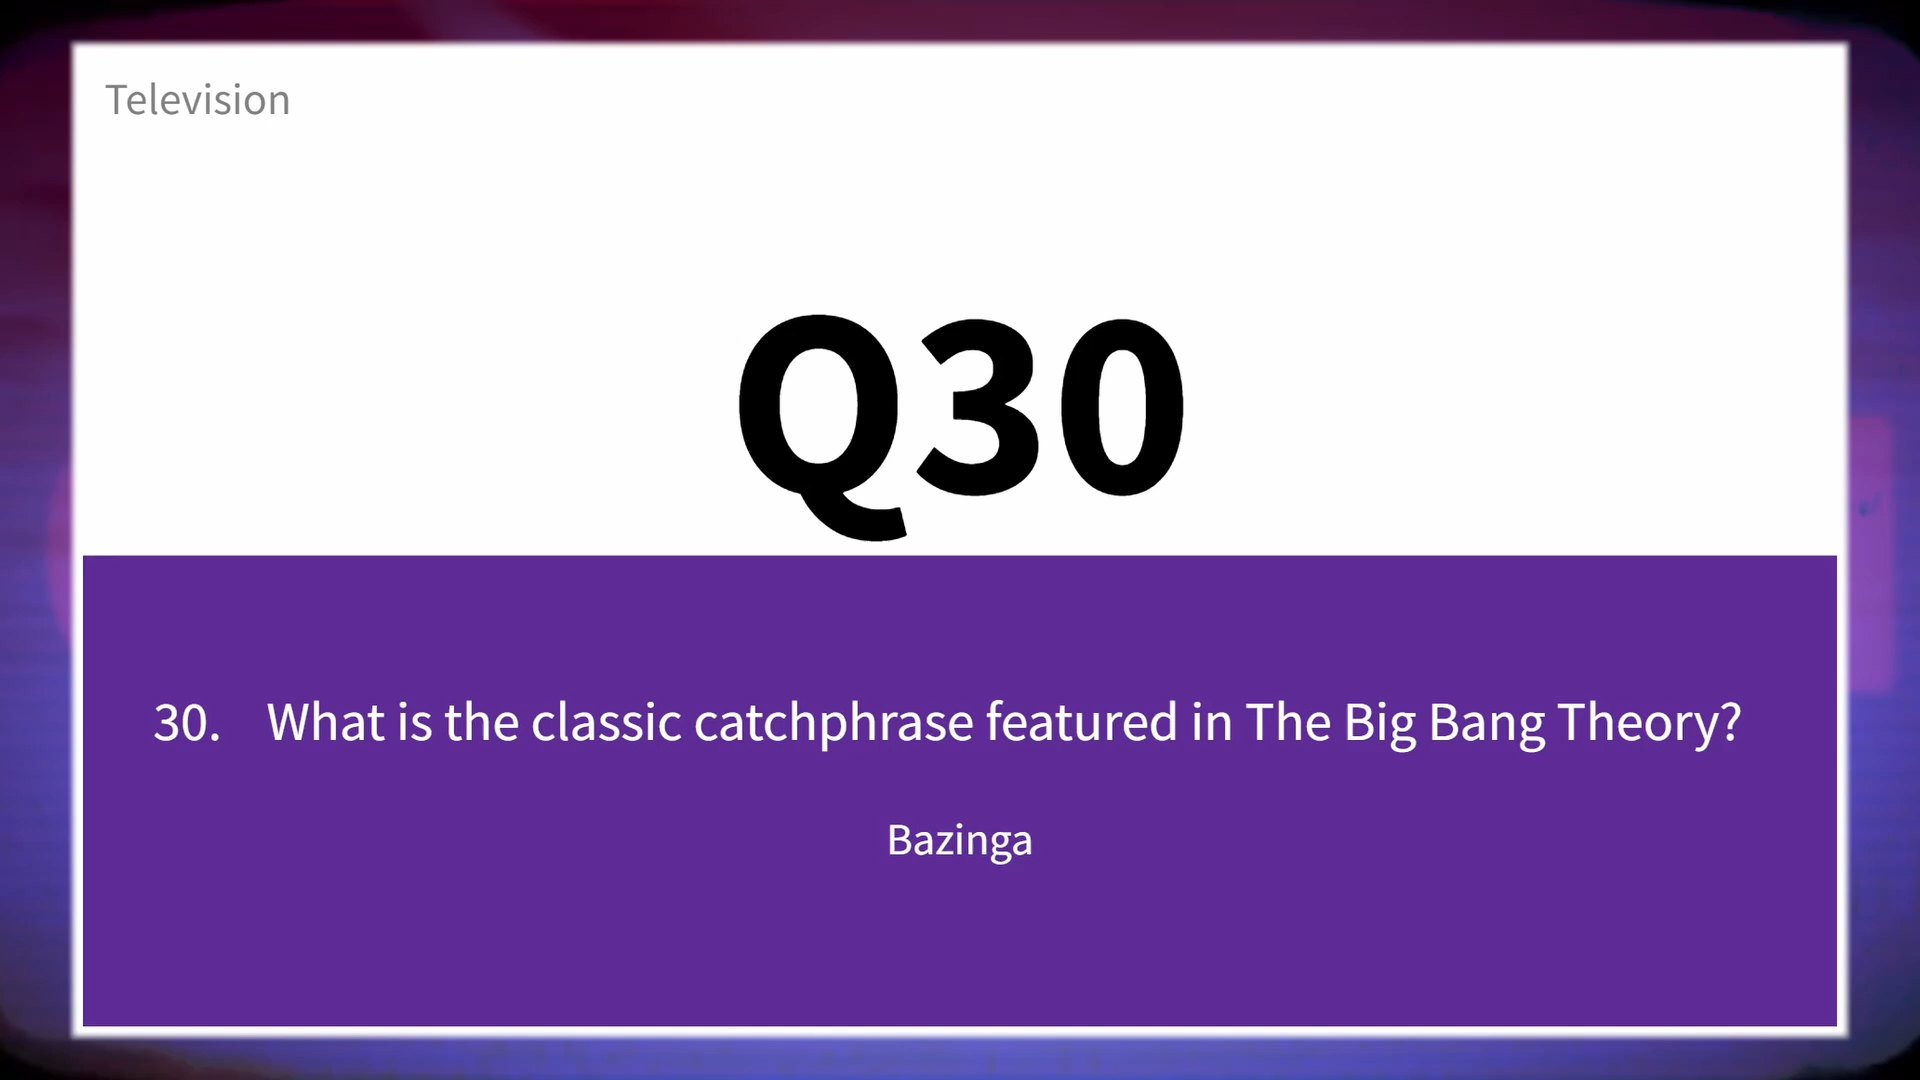 Television
Q30
30. What is the classic catchphrase featured in The Big Bang Theory?
Bazinga